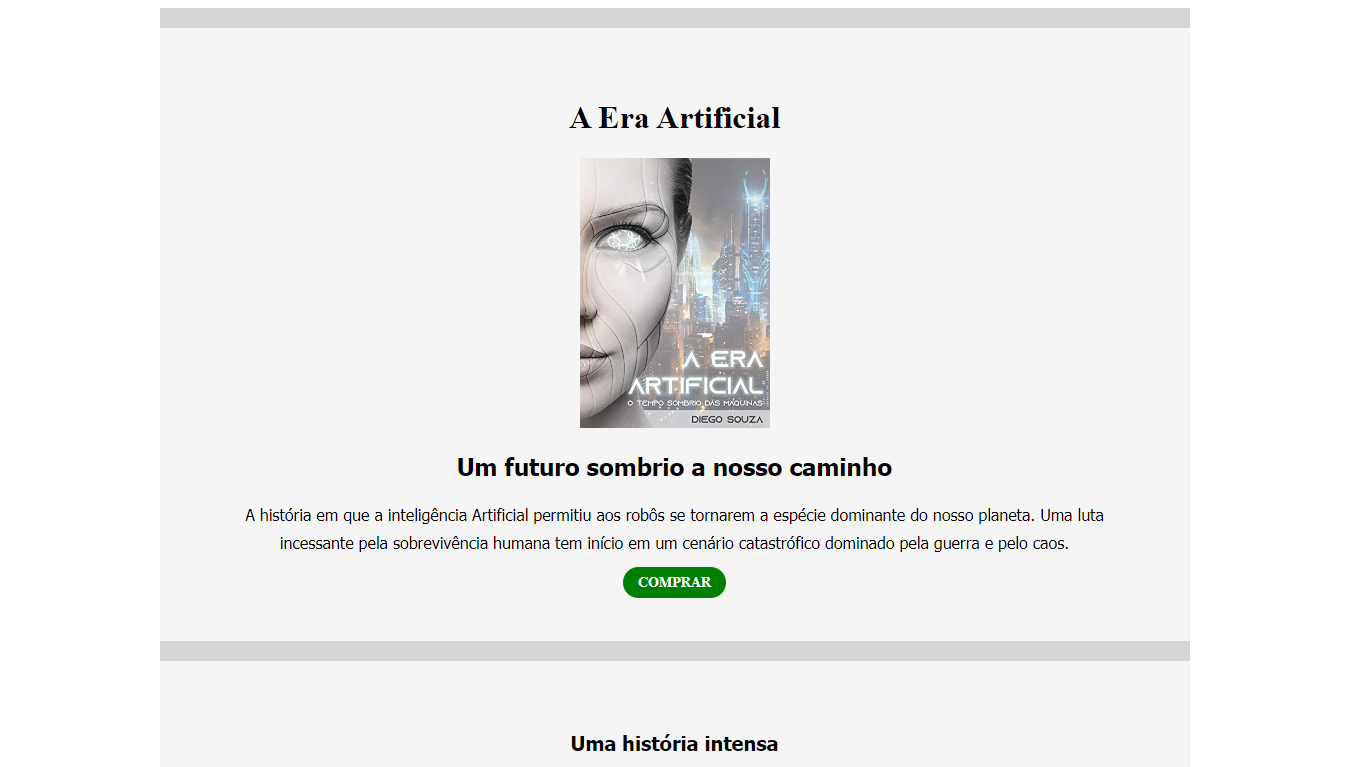 A Era Artificial
A ERA
ARTIFICIAL
O TEMPO SOMBRIO DAS MÁQUINAS
DIEGO SOUZA
Um futuro sombrio a nosso caminho
A história em que a inteligência Artificial permitiu aos robôs se tornarem a espécie dominante do nosso planeta. Uma luta
incessante pela sobrevivência humana tem início em um cenário catastrófico dominado pela guerra e pelo caos.
COMPRAR
Uma história intensa